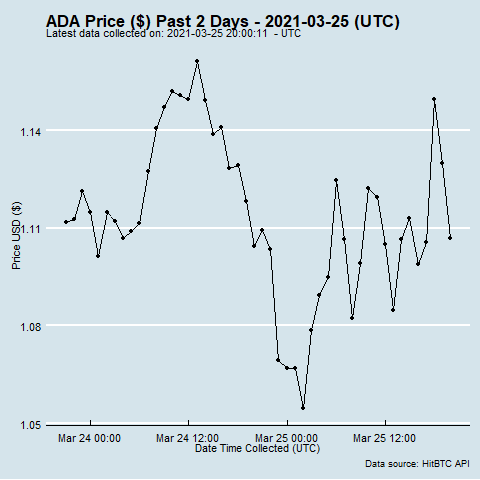 ADA Price ($) Past 2 Days - 2021-03-25 (UTC)
Latest data collected on: 2021-03-25 20:00:11 - UTC
1.14
1.11
1.08
1.05
Price USD ($)
Mar 24 00:00
Mar 24 12:00
Mar 25 00:00
Mar 25 12:00
Date Time Collected (UTC)
Data source: HitBTC API